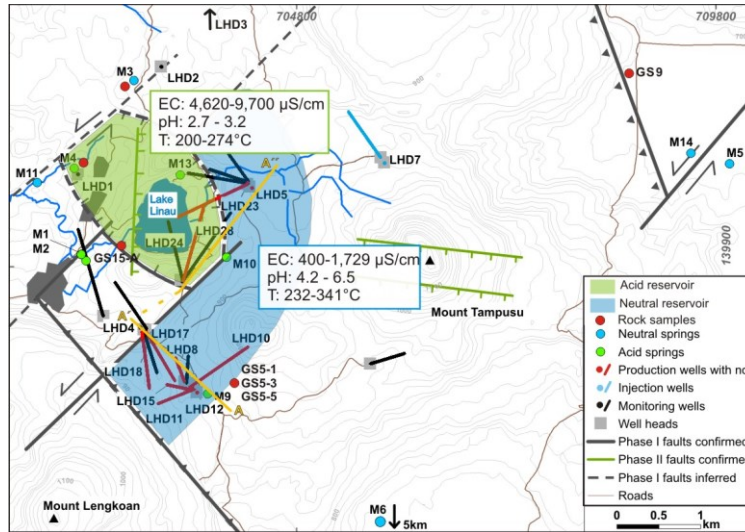 704800
709800
LHD3
M3
LHD2
GS9
EC: 4,620-9,700 µS/cm
pH: 2.7 - 3.2
T: 200-274°C
M14
M5
M4
M13
A''
LHD7
M11
LHD1
Lake
Linau
LHD5
LHD23
M1
M2
LHD24
LHD28
GS15-A
M10
EC: 400-1,729 µS/cm
pH: 4.2 - 6.5
T: 232-341°C
139900
Mount Tampusu
LHD4
A'
LHD17
LHD8
LHD10
LHD18
GS5-1
GS5-3
GS5-5
LHD15
M9
LHD12
A
LHD11
Mount Lengkoan
M6
5km
Acid reservoir
Neutral reservoir
Rock samples
Neutral springs
Acid springs
Production wells with no
Injection wells
Monitoring wells
Well heads
Phase I faults confirmed
Phase II faults confirme
Phase I faults inferred
Roads
0 0.5 1
km